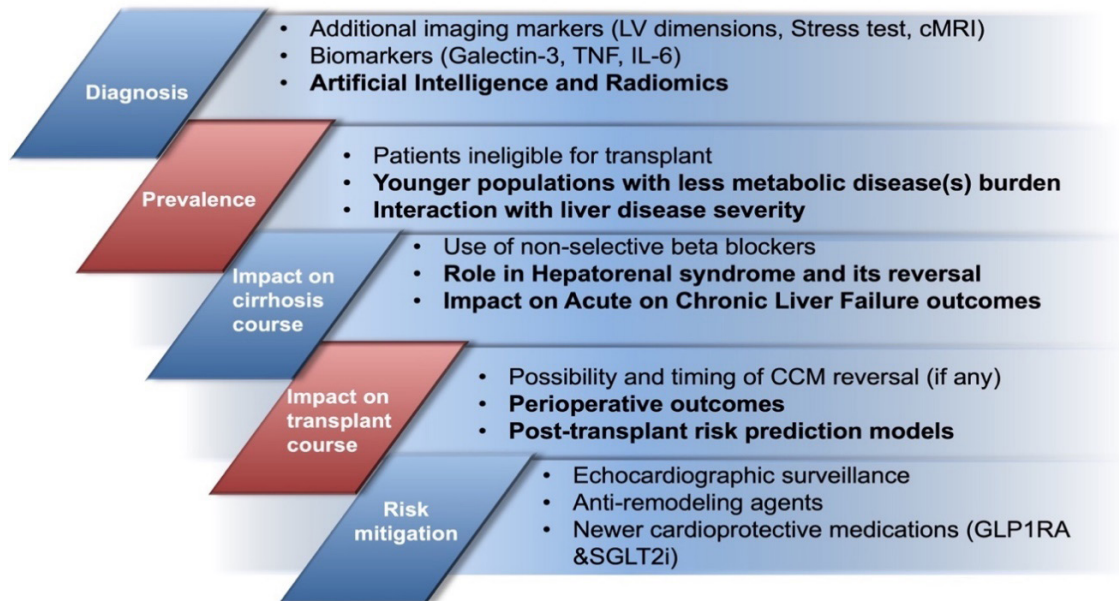 Diagnosis
• Additional imaging markers (LV dimensions, Stress test, cMRI)
• Biomarkers (Galectin-3, TNF, IL-6)
• Artificial Intelligence and Radiomics
Prevalence
• Patients ineligible for transplant
• Younger populations with less metabolic disease(s) burden
• Interaction with liver disease severity
Impact on
cirrhosis
course
• Use of non-selective beta blockers
• Role in Hepatorenal syndrome and its reversal
• Impact on Acute on Chronic Liver Failure outcomes
Impact on
transplant
course
• Possibility and timing of CCM reversal (if any)
• Perioperative outcomes
• Post-transplant risk prediction models
Risk
mitigation
• Echocardiographic surveillance
• Anti-remodeling agents
• Newer cardioprotective medications (GLP1RA
&SGLT2i)